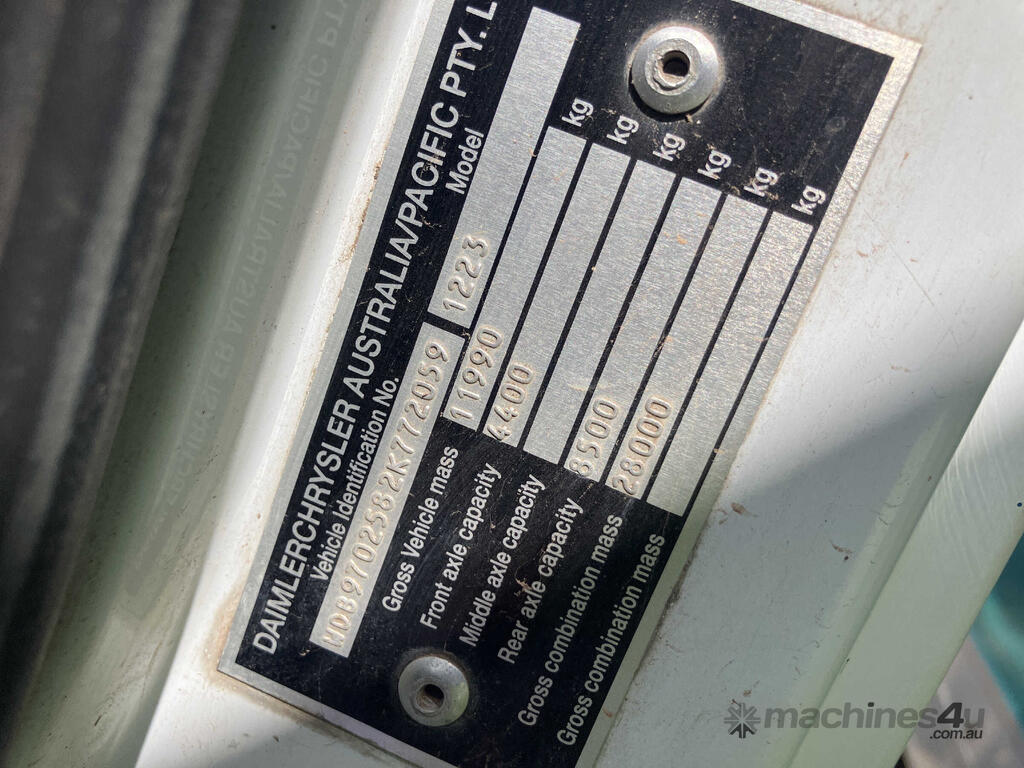 DAIMLERCHRYSLER AUSTRALIA/PACIFIC PTY. L
Vehicle Identification No. Model
WDB9702582K772059 1223
Gross Vehicle mass 11990 kg
Front axle capacity 4400 kg
Middle axle capacity kg
Rear axle capacity 8500 kg
Gross combination mass 28000 kg
Gross combination mass kg
machines4u
.com.au